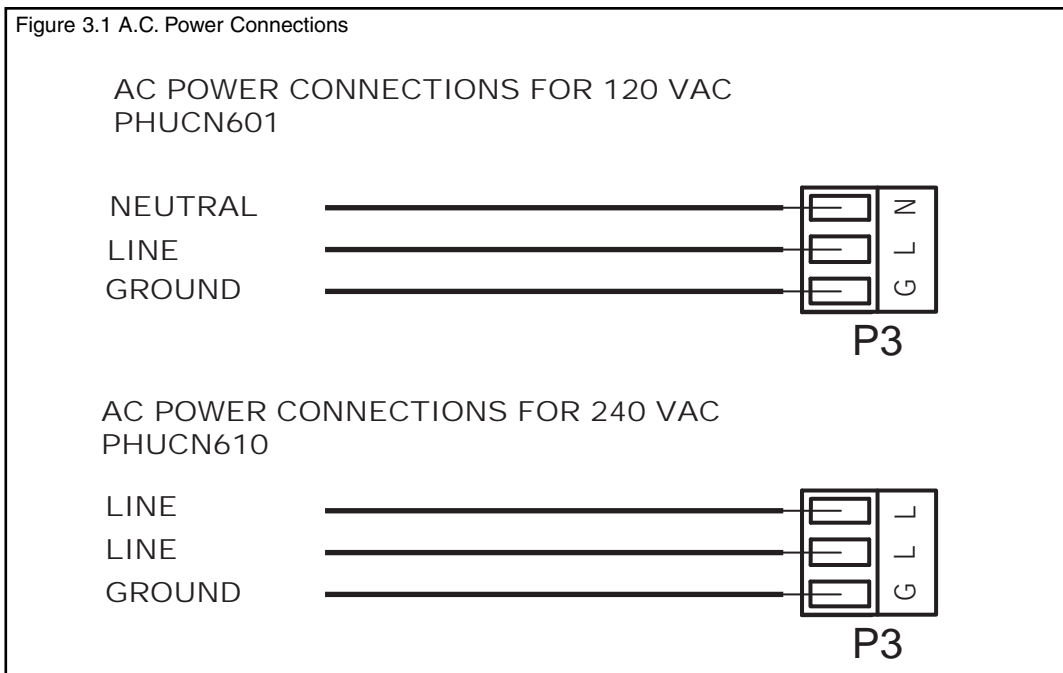 Figure 3.1 A.C. Power Connections
AC POWER CONNECTIONS FOR 120 VAC
PHUCN601
NEUTRAL
N
LINE
L
GROUND
G
P3
AC POWER CONNECTIONS FOR 240 VAC
PHUCN610
LINE
L
LINE
L
GROUND
G
P3